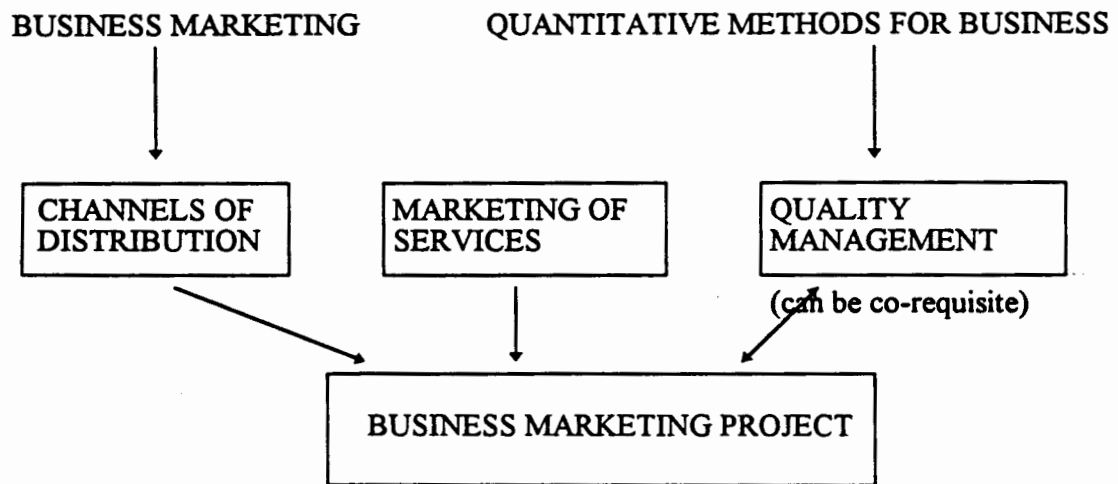 BUSINESS MARKETING
QUANTITATIVE METHODS FOR BUSINESS
CHANNELS OF
DISTRIBUTION
MARKETING OF
SERVICES
QUALITY
MANAGEMENT
(can be co-requisite)
BUSINESS MARKETING PROJECT